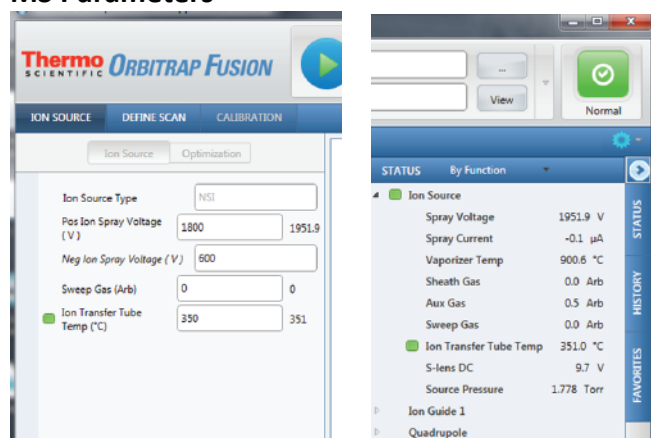 MS Parameters
Thermo
SCIENTIFIC
ORBITRAP FUSION
ION SOURCE DEFINE SCAN CALIBRATION
Ion Source Optimization
Ion Source Type NSI
Pos Ion Spray Voltage (V) 1800 1951.9
Neg Ion Spray Voltage (V) 600
Sweep Gas (Arb) 0 0
Ion Transfer Tube
Temp (°C) 350 351
...
View
Normal
STATUS By Function
Ion Source
Spray Voltage 1951.9 V
Spray Current -0.1 µA
Vaporizer Temp 900.6 °C
Sheath Gas 0.0 Arb
Aux Gas 0.5 Arb
Sweep Gas 0.0 Arb
Ion Transfer Tube Temp 351.0 °C
S-lens DC 9.7 V
Source Pressure 1.778 Torr
Ion Guide 1
Quadrupole
STATUS
HISTORY
FAVORITES